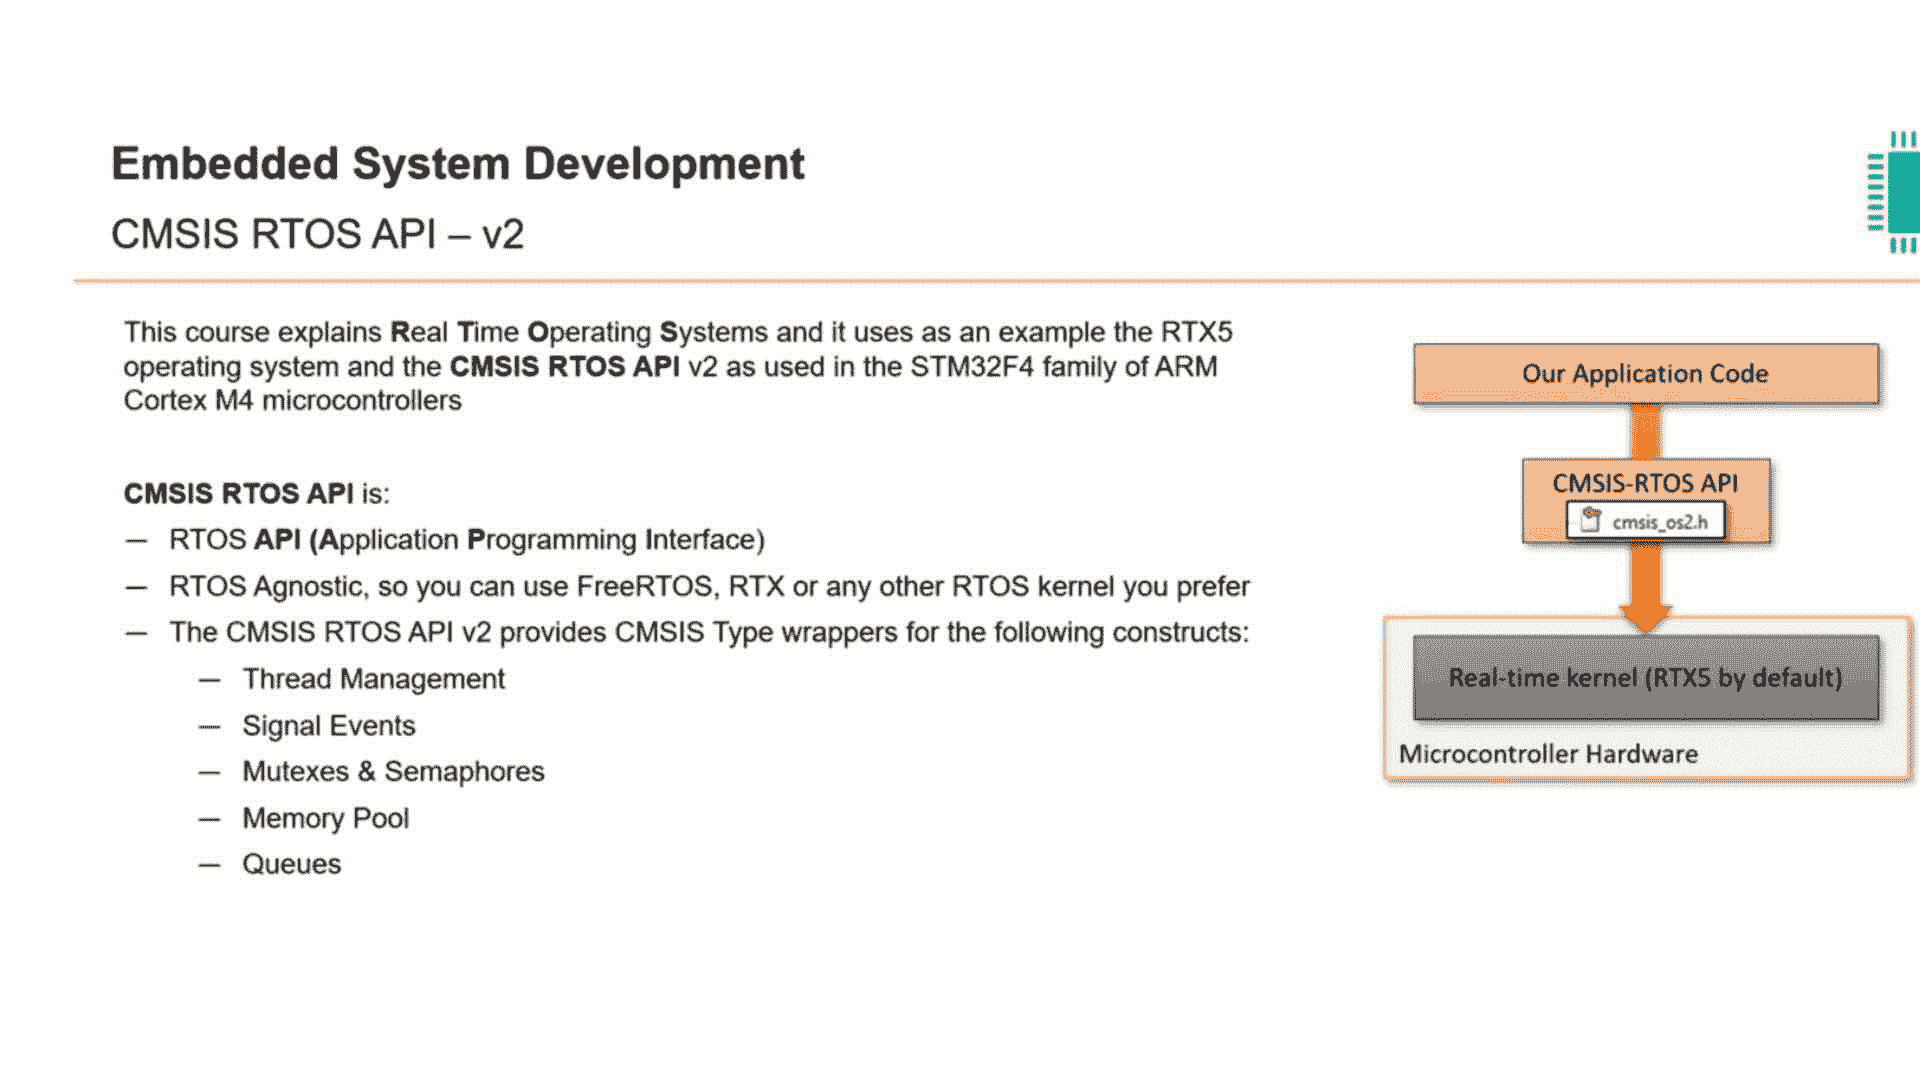 Embedded System Development
CMSIS RTOS API – v2
This course explains Real Time Operating Systems and it uses as an example the RTX5
operating system and the CMSIS RTOS API v2 as used in the STM32F4 family of ARM
Cortex M4 microcontrollers
CMSIS RTOS API is:
— RTOS API (Application Programming Interface)
— RTOS Agnostic, so you can use FreeRTOS, RTX or any other RTOS kernel you prefer
— The CMSIS RTOS API v2 provides CMSIS Type wrappers for the following constructs:
— Thread Management
— Signal Events
— Mutexes & Semaphores
— Memory Pool
— Queues
Our Application Code
CMSIS-RTOS API
cmsis_os2.h
Real-time kernel (RTX5 by default)
Microcontroller Hardware